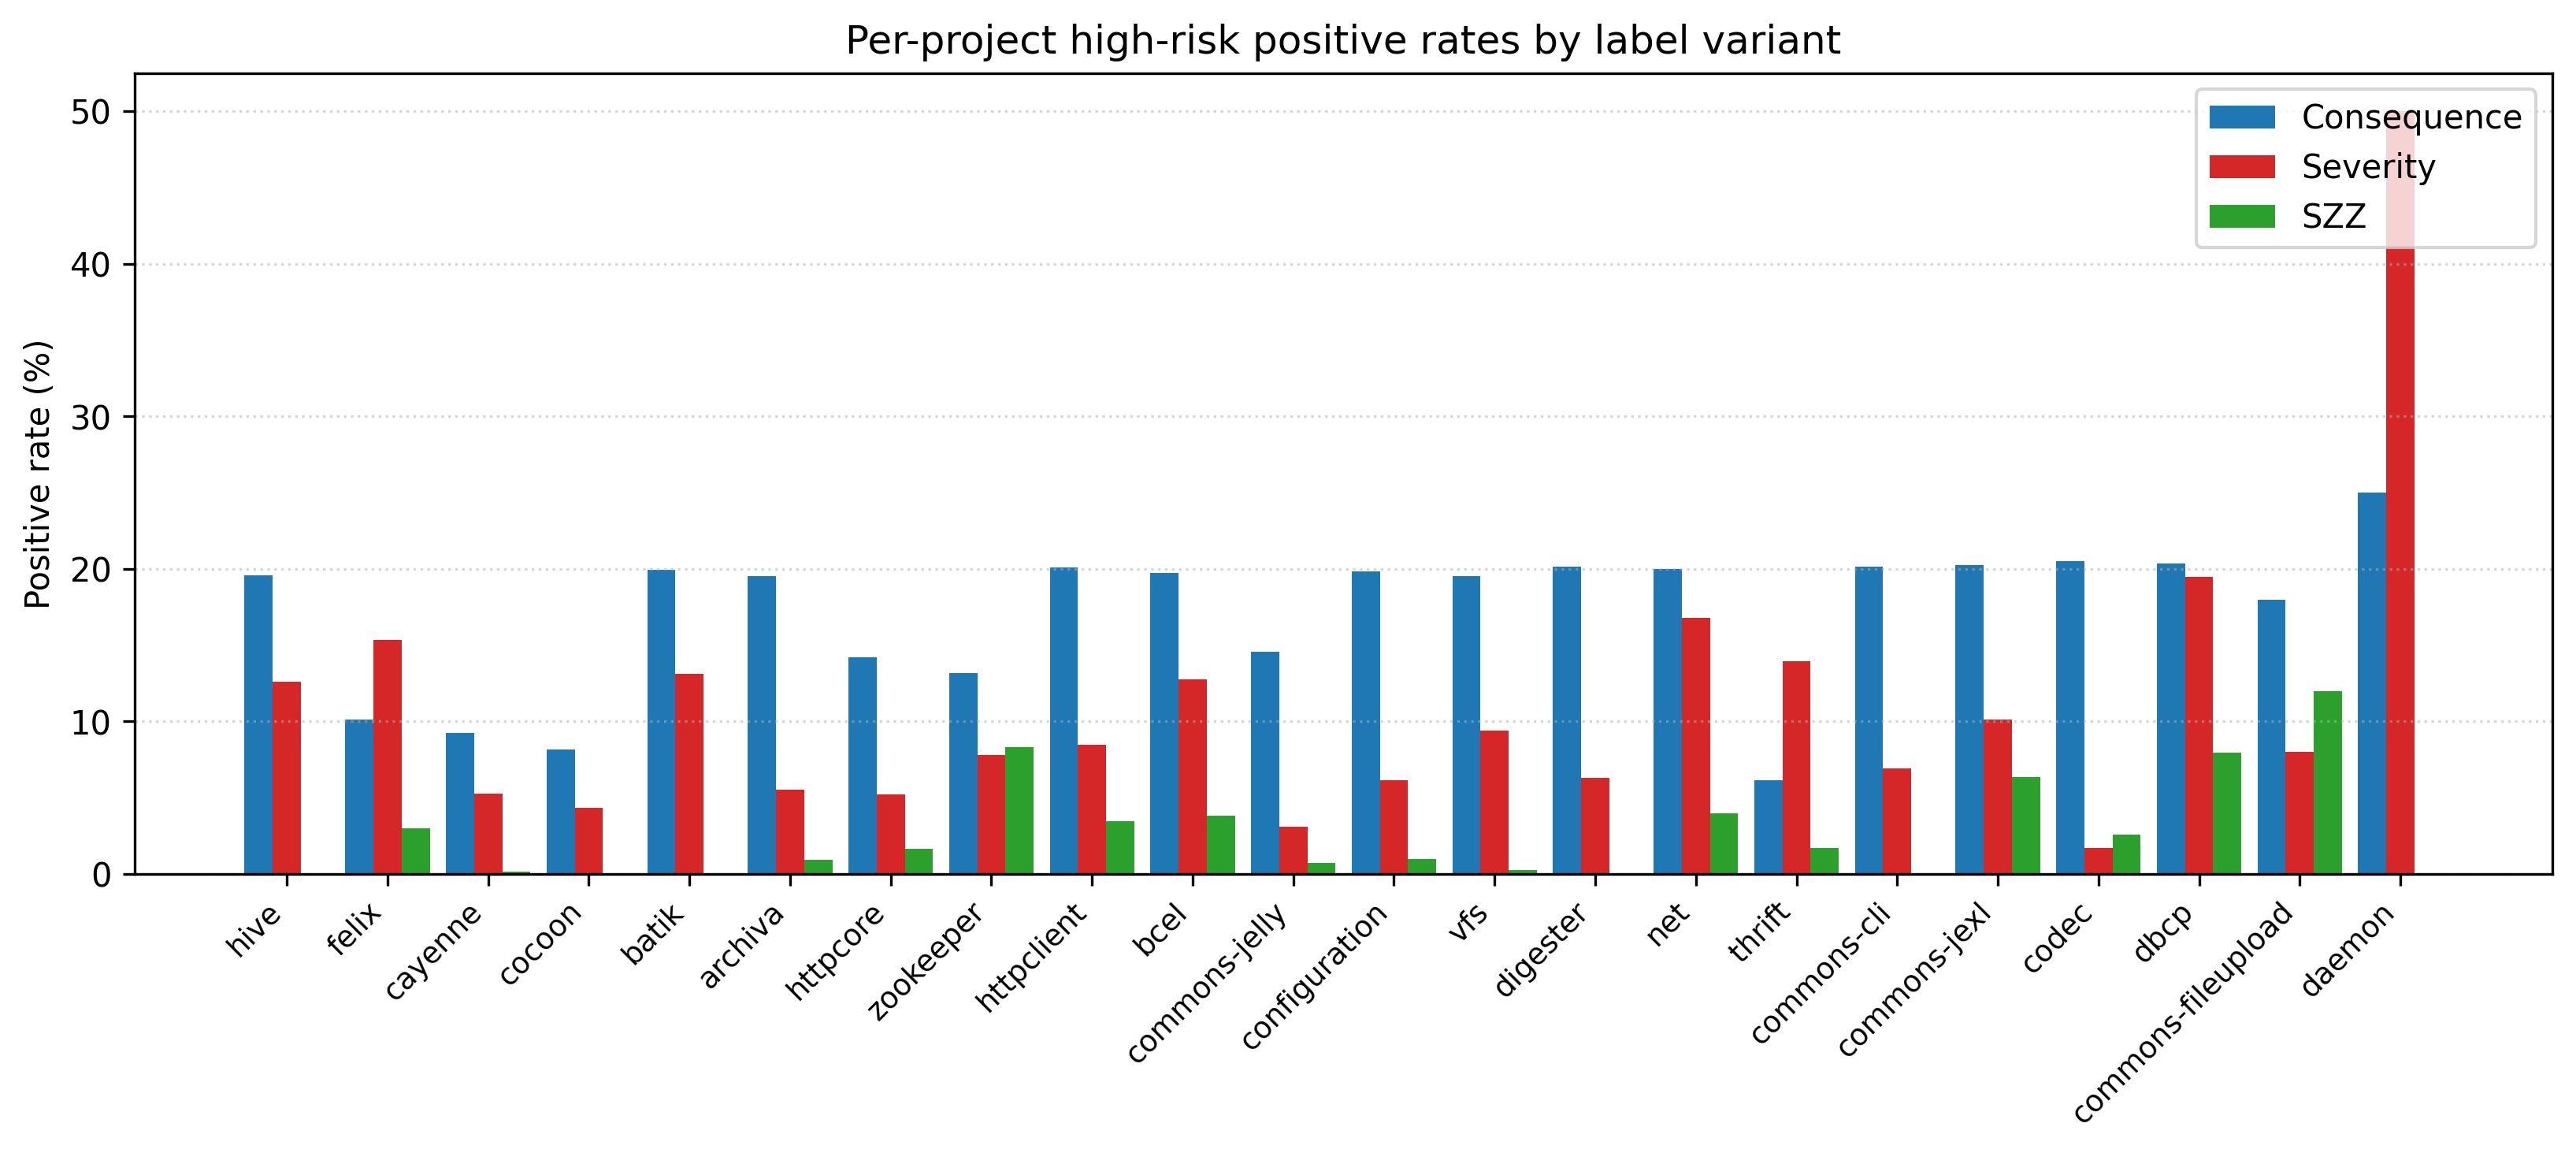 Per-project high-risk positive rates by label variant
Positive rate (%)
50
40
30
20
10
0
Consequence
Severity
SZZ
hive
felix
cayenne
cocoon
batik
archiva
httpcore
zookeeper
httpclient
bcel
commons-jelly
configuration
vfs
digester
net
thrift
commons-cli
commons-jexl
codec
dbcp
commons-fileupload
daemon